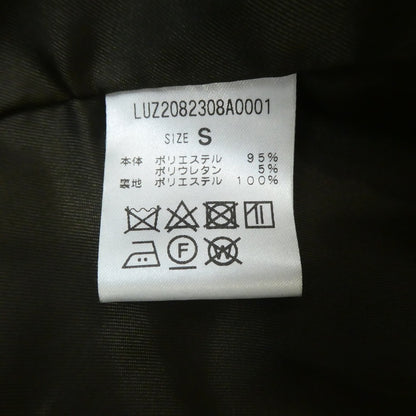 LUZ2082308A0001
SIZE S
本体 ポリエステル 95%
ポリウレタン 5%
裏地 ポリエステル 100%
F
W